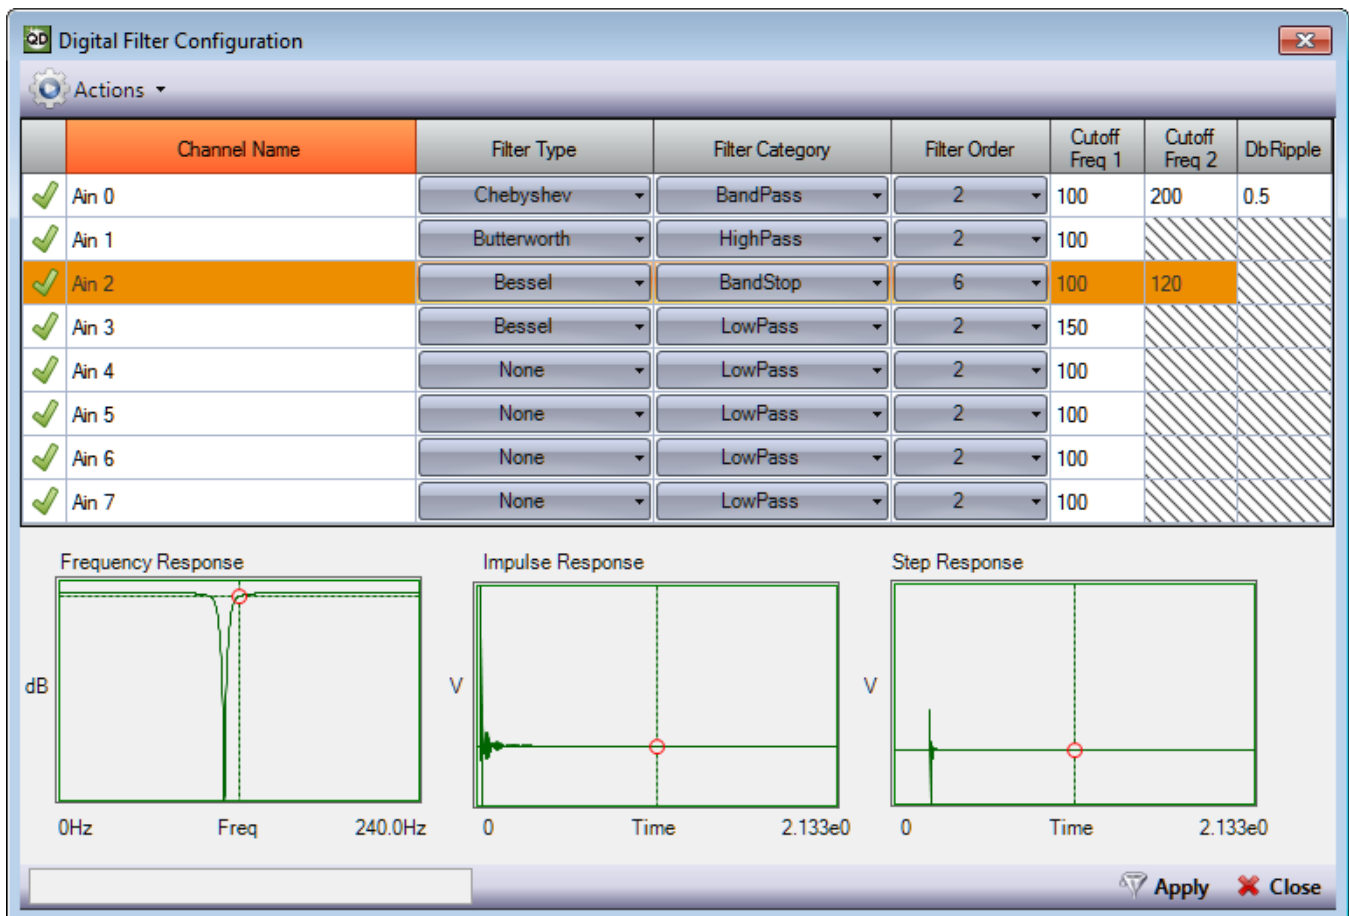 QD Digital Filter Configuration
Actions
Channel Name Filter Type Filter Category Filter Order Cutoff Freq 1 Cutoff Freq 2 DbRipple
Ain 0 Chebyshev BandPass 2 100 200 0.5
Ain 1 Butterworth HighPass 2 100
Ain 2 Bessel BandStop 6 100 120
Ain 3 Bessel LowPass 2 150
Ain 4 None LowPass 2 100
Ain 5 None LowPass 2 100
Ain 6 None LowPass 2 100
Ain 7 None LowPass 2 100
Frequency Response Impulse Response Step Response
dB V V
0Hz Freq 240.0Hz 0 Time 2.133e0 0 Time 2.133e0
Apply Close